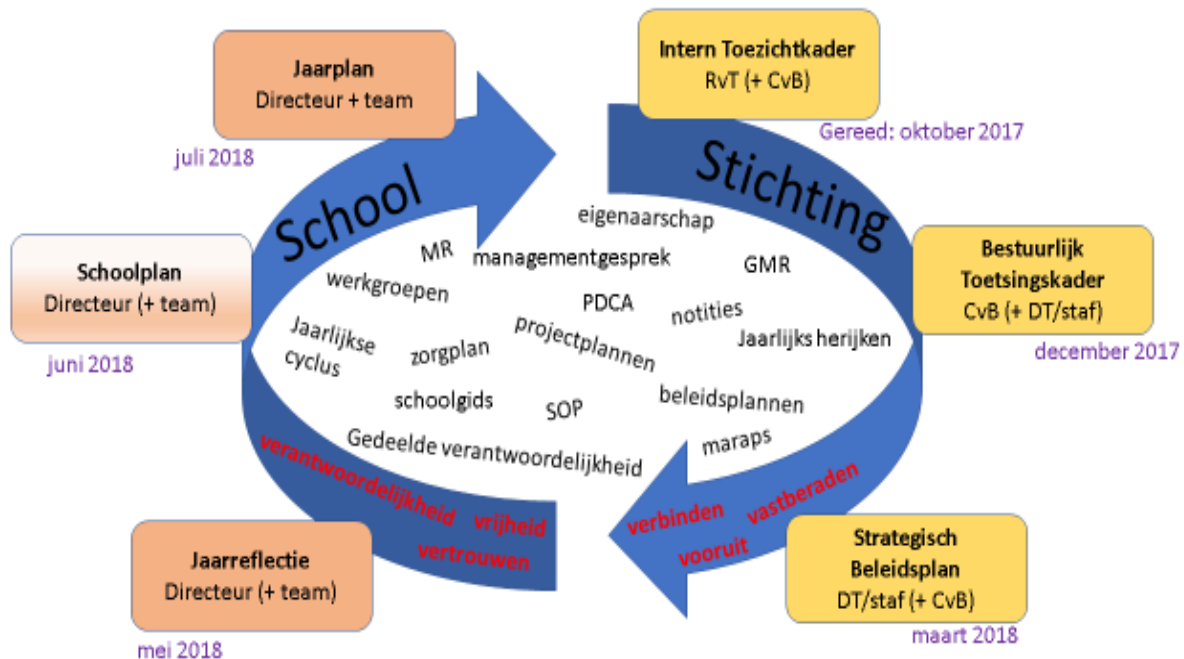 Jaarplan
Directeur + team
juli 2018
Intern Toezichtkader
RvT (+ CvB)
Gereed: oktober 2017
School
Stichting
Schoolplan
Directeur (+ team)
juni 2018
Bestuurlijk
Toetsingskader
CvB (+ DT/staf)
december 2017
eigenaarschap
MR
managementgesprek
GMR
werkgroepen
PDCA
notities
Jaarlijkse
cyclus
zorgplan
projectplannen
Jaarlijks herijken
schoolgids
SOP
beleidsplannen
Gedeelde verantwoordelijkheid
maraps
verantwoordelijkheid
vrijheid
vertrouwen
verbinden
vastberaden
vooruit
Jaarreflectie
Directeur (+ team)
mei 2018
Strategisch
Beleidsplan
DT/staf (+ CvB)
maart 2018